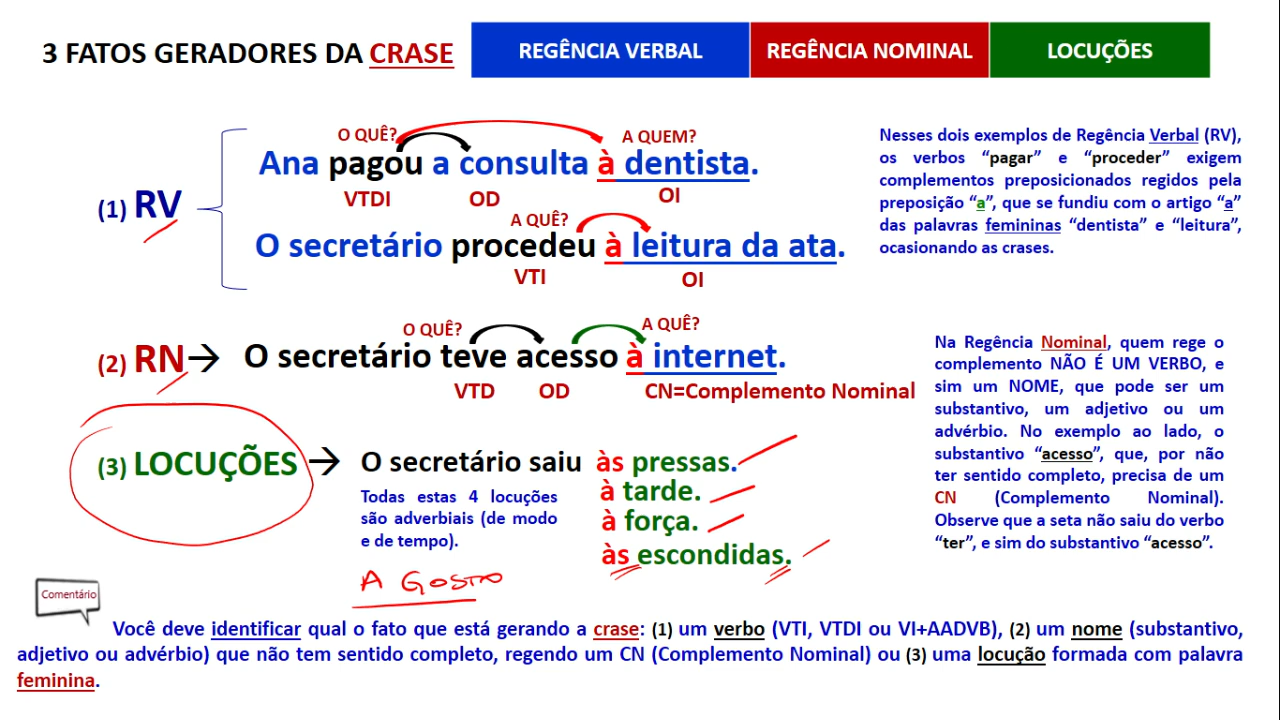 3 FATOS GERADORES DA CRASE
REGÊNCIA VERBAL
REGÊNCIA NOMINAL
LOCUÇÕES
O QUÊ?
A QUEM?
Ana pagou a consulta à dentista.
VTDI
OD
OI
(1) RV
A QUÊ?
O secretário procedeu à leitura da ata.
VTI
OI
Nesses dois exemplos de Regência Verbal (RV),
os verbos “pagar” e “proceder” exigem
complementos preposicionados regidos pela
preposição “a”, que se fundiu com o artigo “a”
das palavras femininas “dentista” e “leitura”,
ocasionando as crases.
O QUÊ?
A QUÊ?
(2) RN→ O secretário teve acesso à internet.
VTD
OD
CN=Complemento Nominal
Na Regência Nominal, quem rege o
complemento NÃO É UM VERBO, e
sim um NOME, que pode ser um
substantivo, um adjetivo ou um
advérbio. No exemplo ao lado, o
substantivo “acesso”, que, por não
ter sentido completo, precisa de um
CN (Complemento Nominal).
Observe que a seta não saiu do verbo
“ter”, e sim do substantivo “acesso”.
(3) LOCUÇÕES → O secretário saiu às pressas.
à tarde.
à força.
às escondidas.
Todas estas 4 locuções
são adverbiais (de modo
e de tempo).
A GOSTO
Comentário
Você deve identificar qual o fato que está gerando a crase: (1) um verbo (VTI, VTDI ou VI+AADVB), (2) um nome (substantivo,
adjetivo ou advérbio) que não tem sentido completo, regendo um CN (Complemento Nominal) ou (3) uma locução formada com palavra
feminina.